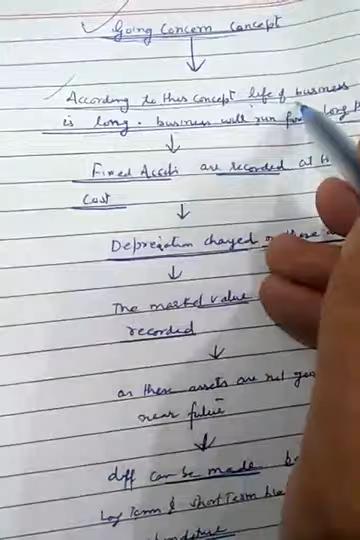 Going Concern Concept
According to this concept life of business
is long. business will run for long
Fixed Assets are recorded at
cost
Depreciation charged on these
The market value
recorded
as these assets are not
near future
diff can be made
Long Term & Short Term